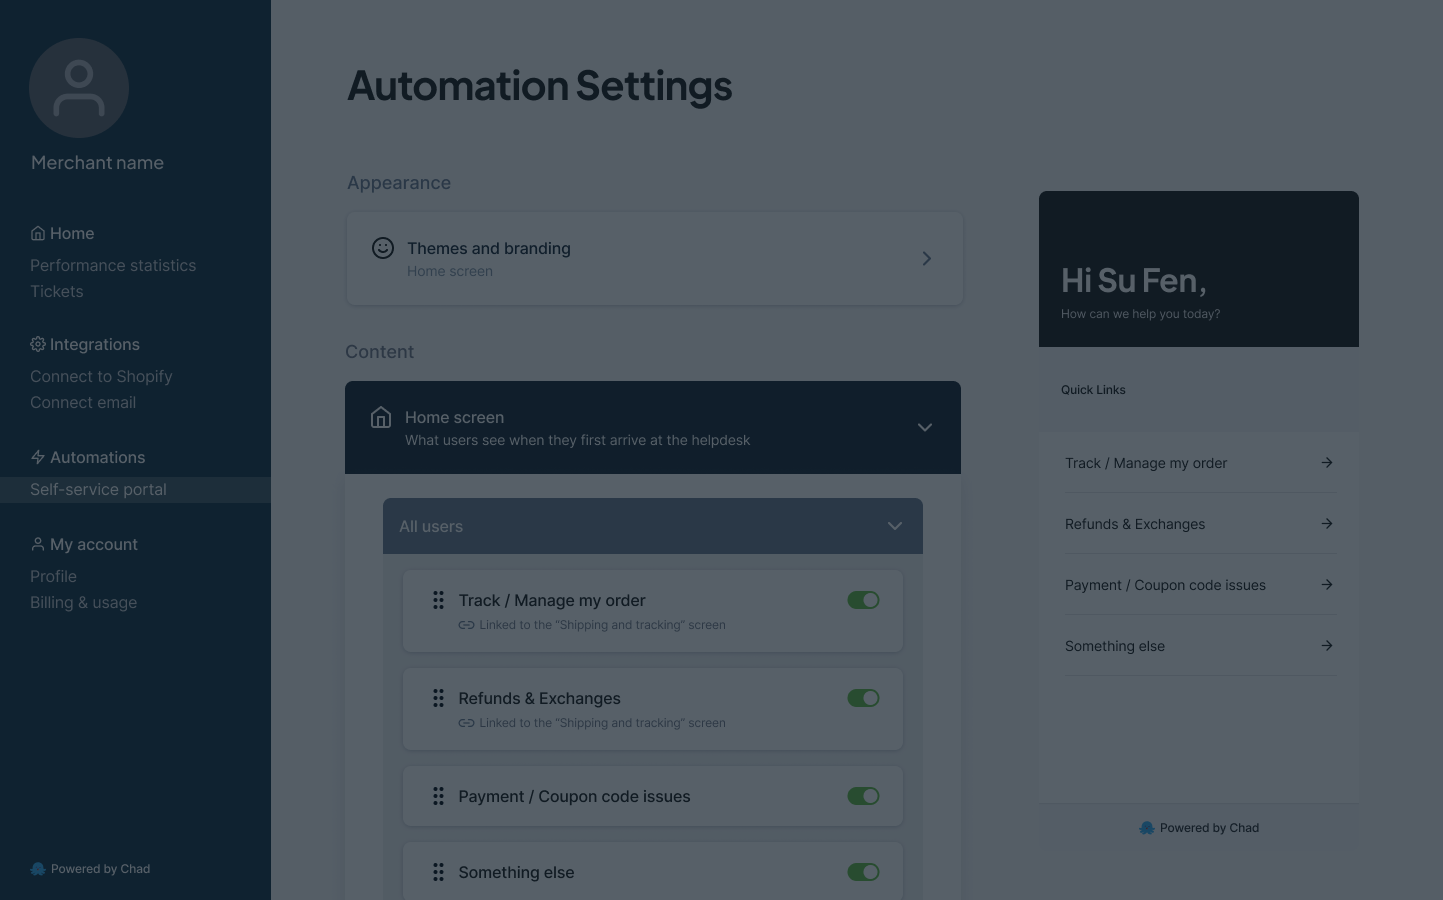 Merchant name
Home
Performance statistics
Tickets
Integrations
Connect to Shopify
Connect email
Automations
Self-service portal
My account
Profile
Billing & usage
Powered by Chad
Automation Settings
Appearance
Themes and branding
Home screen
Content
Home screen
What users see when they first arrive at the helpdesk
All users
Track / Manage my order
Linked to the "Shipping and tracking" screen
Refunds & Exchanges
Linked to the "Shipping and tracking" screen
Payment / Coupon code issues
Something else
Hi Su Fen,
How can we help you today?
Quick Links
Track / Manage my order
Refunds & Exchanges
Payment / Coupon code issues
Something else
Powered by Chad